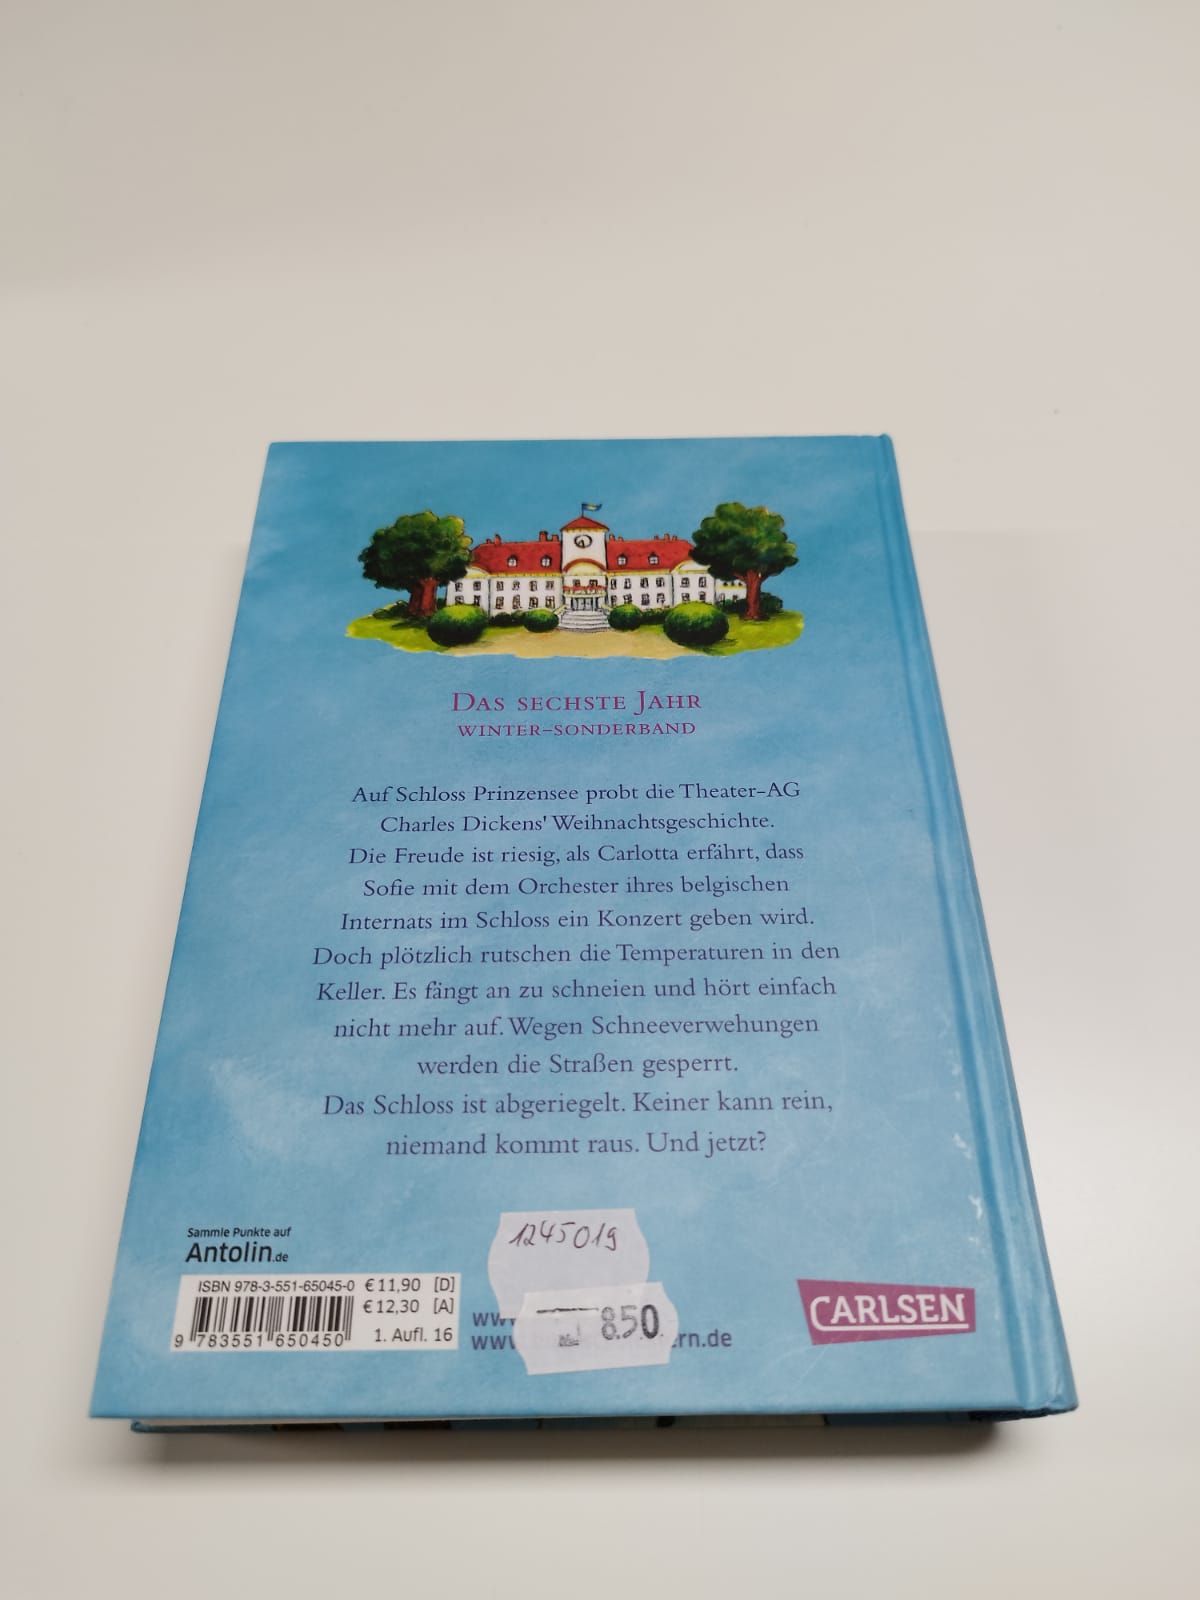 DAS SECHSTE JAHR
WINTER-SONDERBAND
Auf Schloss Prinzensee probt die Theater-AG
Charles Dickens' Weihnachtsgeschichte.
Die Freude ist riesig, als Carlotta erfährt, dass
Sofie mit dem Orchester ihres belgischen
Internats im Schloss ein Konzert geben wird.
Doch plötzlich rutschen die Temperaturen in den
Keller. Es fängt an zu schneien und hört einfach
nicht mehr auf. Wegen Schneeverwehungen
werden die Straßen gesperrt.
Das Schloss ist abgeriegelt. Keiner kann rein,
niemand kommt raus. Und jetzt?
Sammle Punkte auf
Antolin.de
ISBN 978-3-551-65045-0 € 11,90 [D]
€ 12,30 [A]
9 783551 650450 1. Aufl. 16
1245019
8.50
www
www rn.de
CARLSEN